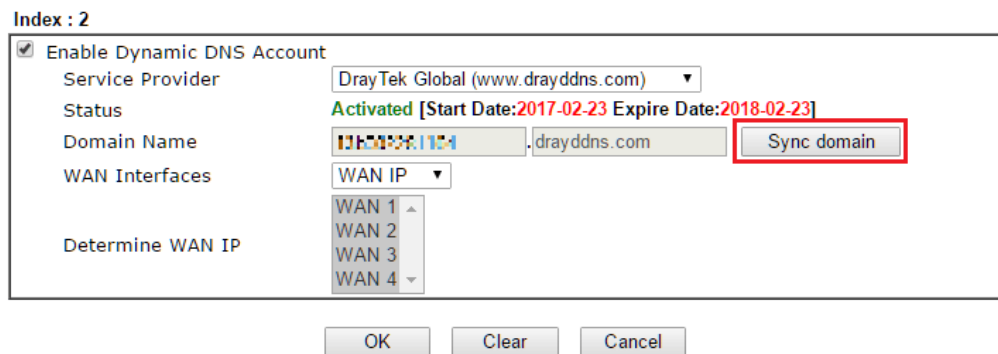 Index : 2
Enable Dynamic DNS Account
Service Provider DrayTek Global (www.drayddns.com)
Status Activated [Start Date:2017-02-23 Expire Date:2018-02-23]
Domain Name .drayddns.com Sync domain
WAN Interfaces WAN IP
WAN 1
WAN 2
Determine WAN IP
WAN 3
WAN 4
OK Clear Cancel